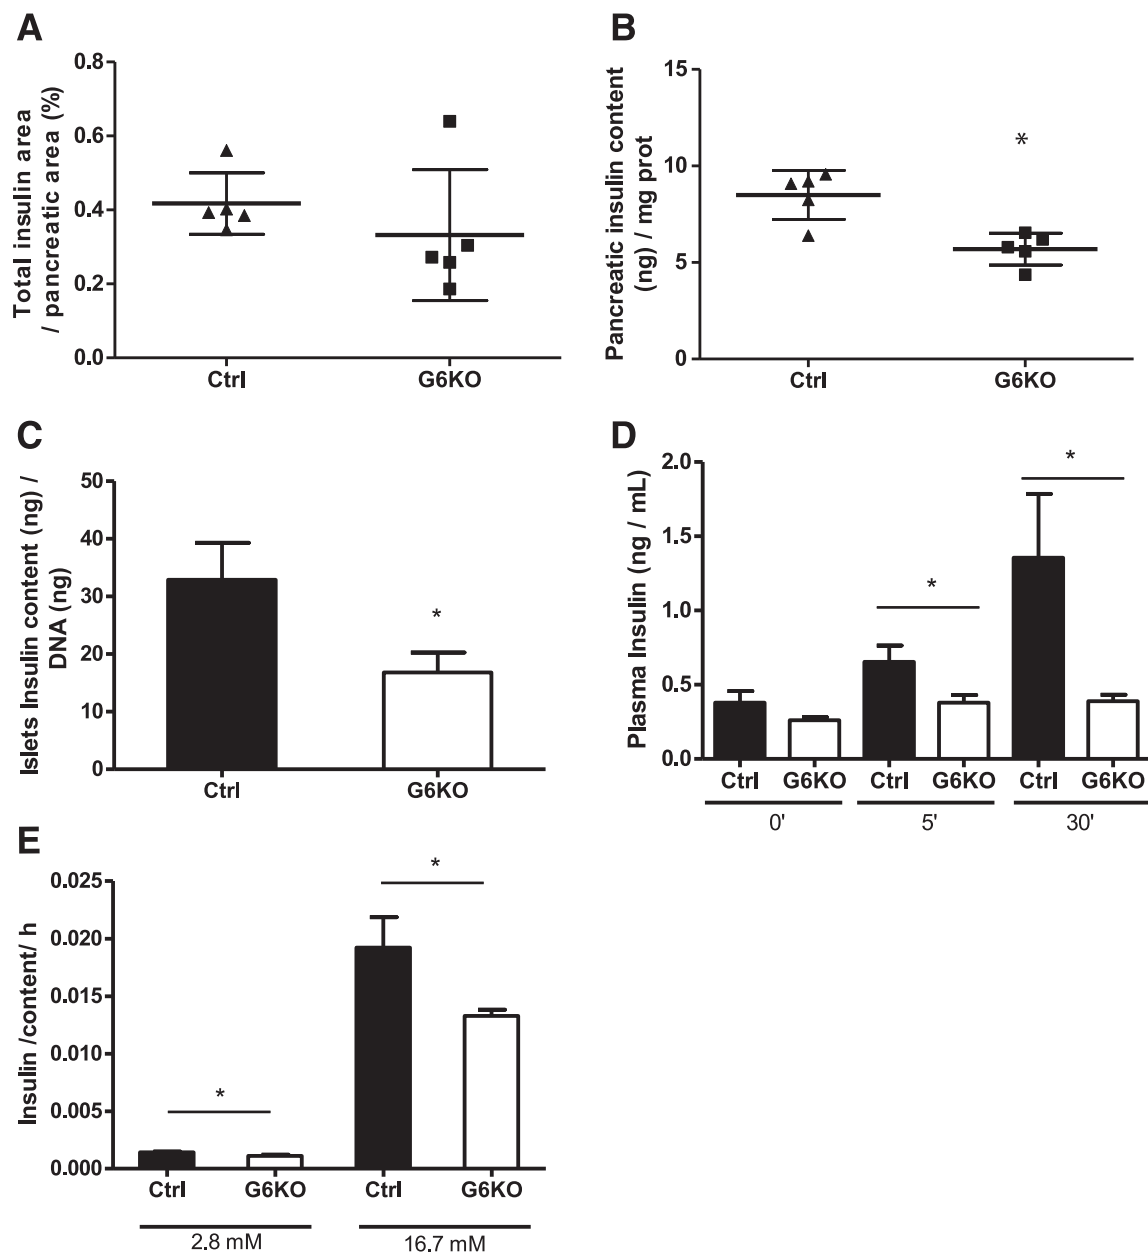 A
Total insulin area
/ pancreatic area (%)
0.8
0.6
0.4
0.2
0.0
Ctrl
G6KO
B
Pancreatic insulin content
(ng) / mg prot
15
10
5
0
*
Ctrl
G6KO
C
Islets Insulin content (ng) /
DNA (ng)
50
40
30
20
10
0
*
Ctrl
G6KO
D
Plasma Insulin (ng / mL)
2.0
1.5
1.0
0.5
0.0
*
*
Ctrl G6KO Ctrl G6KO Ctrl G6KO
0' 5' 30'
E
Insulin /content/ h
0.025
0.020
0.015
0.010
0.005
0.000
*
*
Ctrl G6KO Ctrl G6KO
2.8 mM 16.7 mM